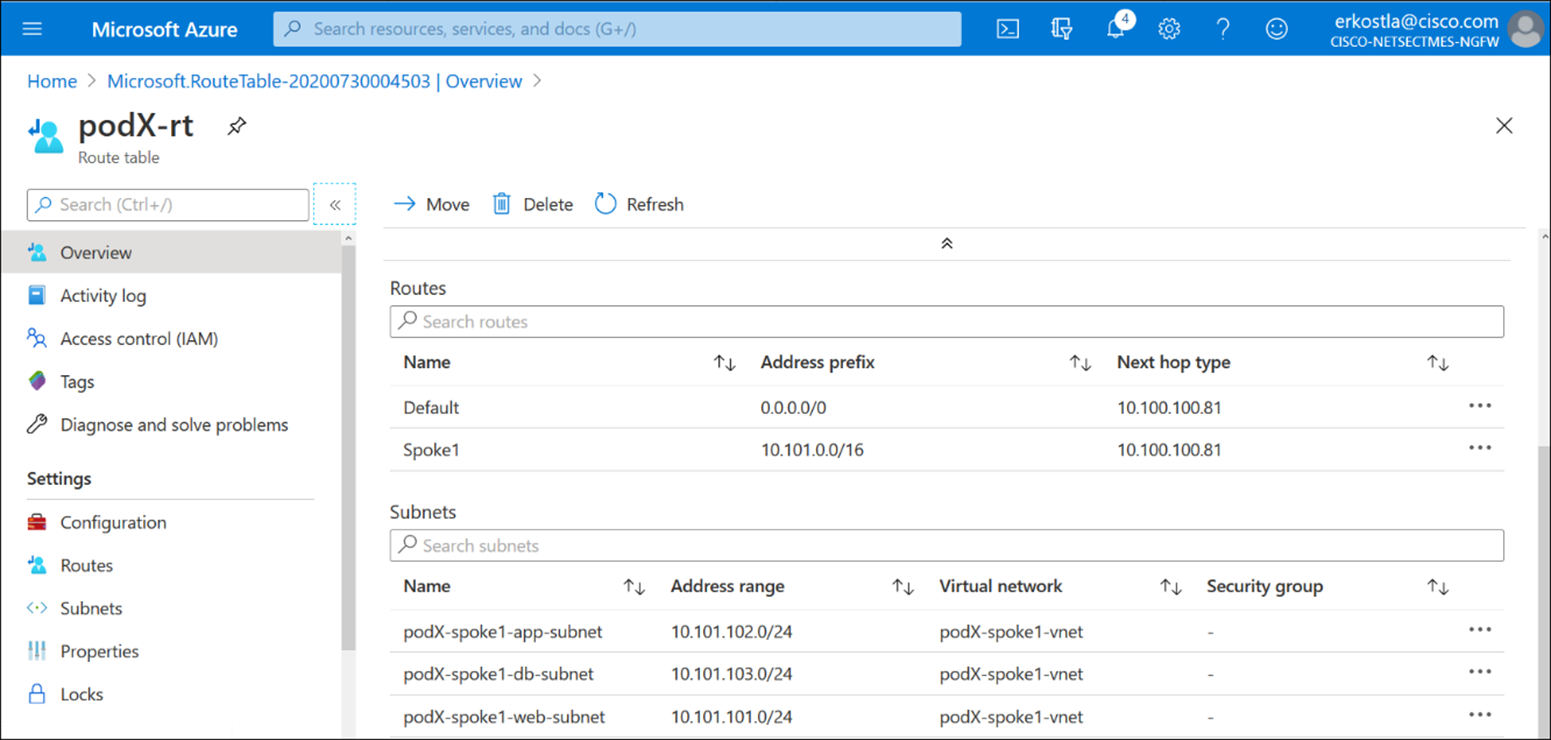 Microsoft Azure
Search resources, services, and docs (G+/)
4
erkostla@cisco.com
CISCO-NETSECTMES-NGFW
Home > Microsoft.RouteTable-20200730004503 | Overview >
podX-rt
Route table
Search (Ctrl+/)
«
Overview
Activity log
Access control (IAM)
Tags
Diagnose and solve problems
Settings
Configuration
Routes
Subnets
Properties
Locks
Move Delete Refresh
Routes
Search routes
Name Address prefix Next hop type
Default 0.0.0.0/0 10.100.100.81 ...
Spoke1 10.101.0.0/16 10.100.100.81 ...
Subnets
Search subnets
Name Address range Virtual network Security group
podX-spoke1-app-subnet 10.101.102.0/24 podX-spoke1-vnet - ...
podX-spoke1-db-subnet 10.101.103.0/24 podX-spoke1-vnet - ...
podX-spoke1-web-subnet 10.101.101.0/24 podX-spoke1-vnet - ...